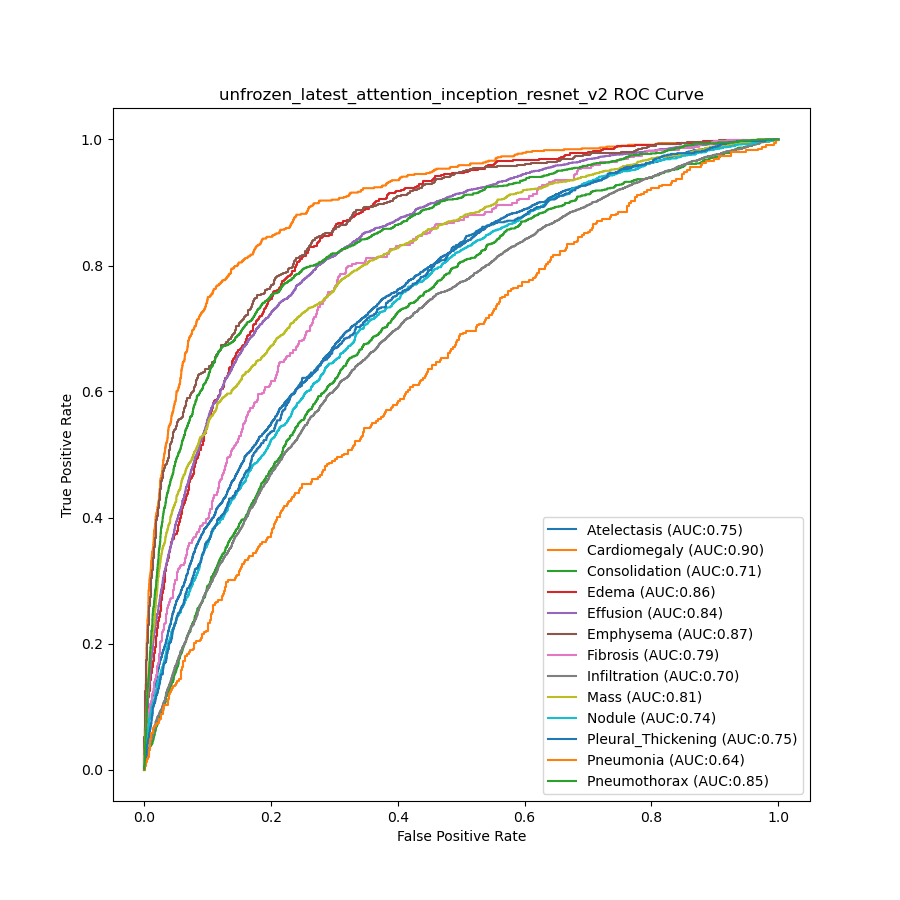 unfrozen_latest_attention_inception_resnet_v2 ROC Curve
1.0
0.8
0.6
0.4
0.2
0.0
True Positive Rate
Atelectasis (AUC:0.75)
Cardiomegaly (AUC:0.90)
Consolidation (AUC:0.71)
Edema (AUC:0.86)
Effusion (AUC:0.84)
Emphysema (AUC:0.87)
Fibrosis (AUC:0.79)
Infiltration (AUC:0.70)
Mass (AUC:0.81)
Nodule (AUC:0.74)
Pleural_Thickening (AUC:0.75)
Pneumonia (AUC:0.64)
Pneumothorax (AUC:0.85)
0.0 0.2 0.4 0.6 0.8 1.0
False Positive Rate